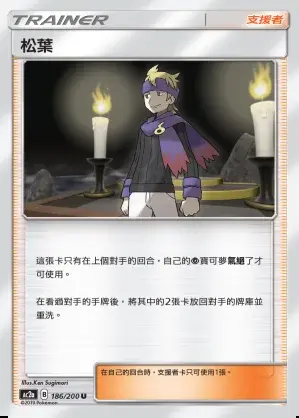 TRAINER
支援者
松葉
這張卡只有在上個對手的回合，自己的寶可夢氣絕了才
可使用。
在看過對手的手牌後，將其中的2張卡放回對手的牌庫並
重洗。
Illus.Ken Sugimori
在自己的回合時，支援者卡只可使用1張。
AC2a B 186/200 U
©2019 Pokémon